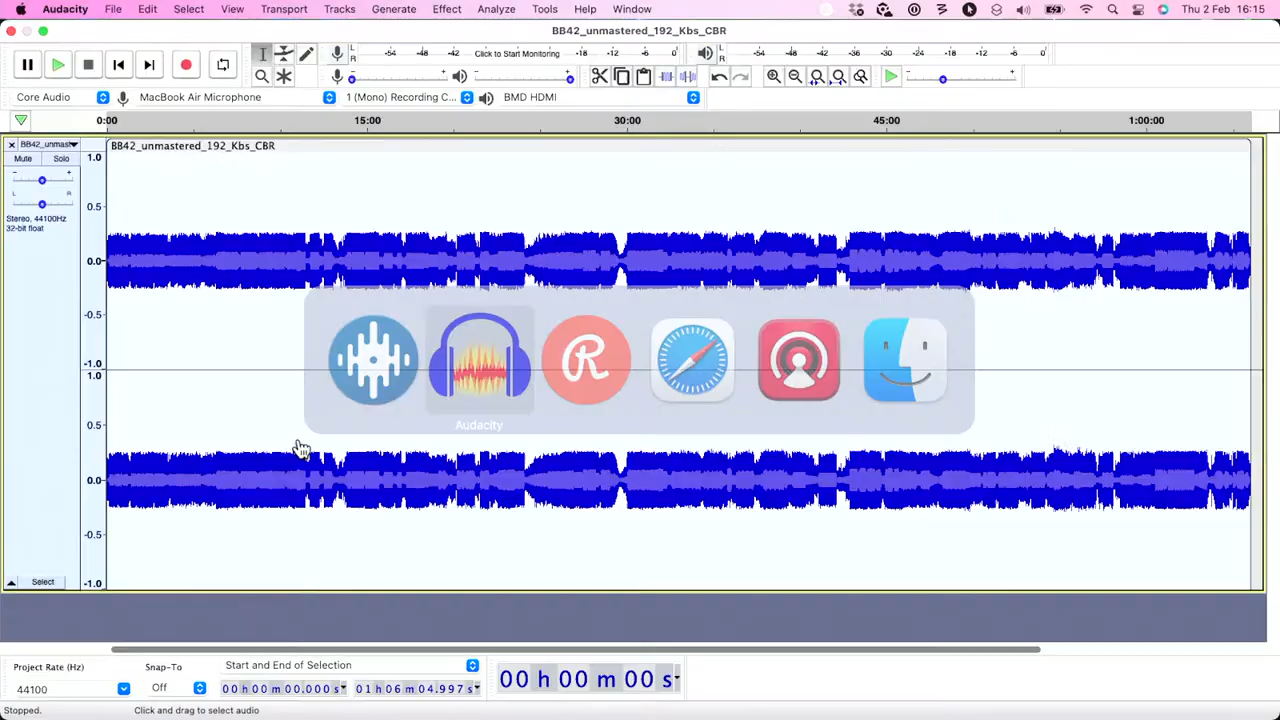 Audacity File Edit Select View Transport Tracks Generate Effect Analyze Tools Help Window Thu 2 Feb 16:15
BB42_unmastered_192_Kbs_CBR
L R -54 -48 -42 Click to Start Monitoring -6 0 L R -54 -48 -42 -36 -30 -24 -18 -12 -6 0
Core Audio MacBook Air Microphone 1 (Mono) Recording C... BMD HDMI
0:00 15:00 30:00 45:00 1:00:00
BB42_unmast BB42_unmastered_192_Kbs_CBR
Mute Solo 1.0
- +
L R
0.5
Stereo, 44100Hz
32-bit float
0.0
-0.5
-1.0
1.0
Audacity
0.5
0.0
-0.5
Select -1.0
Project Rate (Hz) Snap-To Start and End of Selection
44100 Off 00 h 00 m 00.000 s 01 h 06 m 04.997 s 00 h 00 m 00 s
Stopped. Click and drag to select audio